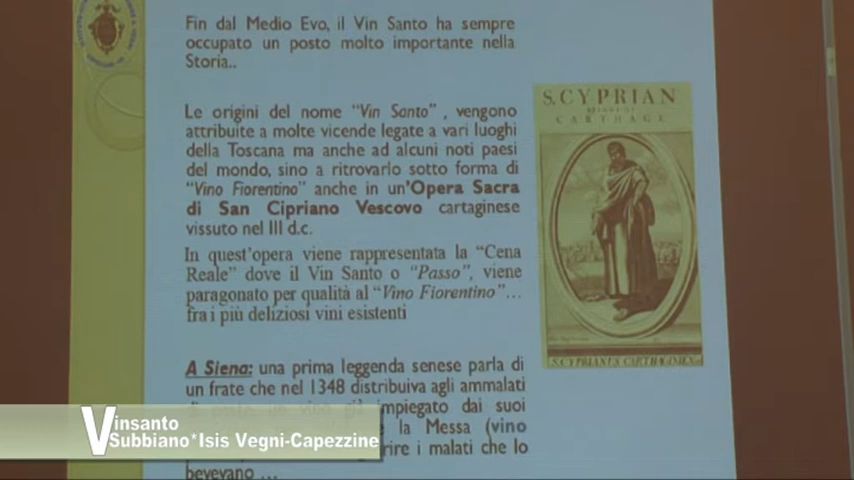 Fin dal Medio Evo, il Vin Santo ha sempre
occupato un posto molto importante nella
Storia..
Le origini del nome “Vin Santo” , vengono
attribuite a molte vicende legate a vari luoghi
della Toscana ma anche ad alcuni noti paesi
del mondo, sino a ritrovarlo sotto forma di
“Vino Fiorentino” anche in un'Opera Sacra
di San Cipriano Vescovo cartaginese
vissuto nel III d.c.
In quest'opera viene rappresentata la “Cena
Reale” dove il Vin Santo o “Passo”, viene
paragonato per qualità al “Vino Fiorentino”…
fra i più deliziosi vini esistenti
A Siena: una prima leggenda senese parla di
un frate che nel 1348 distribuiva agli ammalati
impiegato dai suoi
la Messa (vino
rire i malati che lo
bevevano …
S. CYPRIAN
CARTHAGE
S. CYPRIANUS CARTHAGINEN
Vinsanto
Subbiano*Isis Vegni-Capezzine